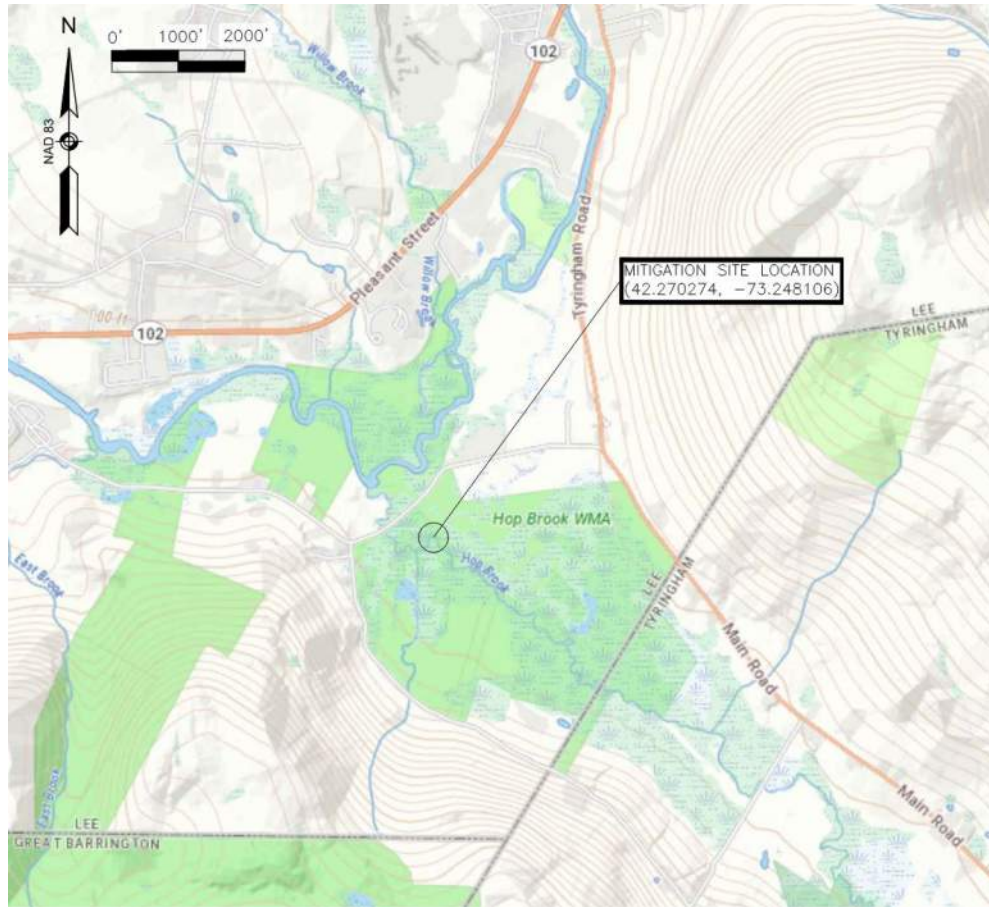 N
0' 1000' 2000'
NAD 83
Willow Brook
102
Pleasant Street
Willow Brook
Tyringham Road
MITIGATION SITE LOCATION
(42.270274, -73.248106)
LEE
TYRINGHAM
102
Hop Brook WMA
Hop Brook
LEE
TYRINGHAM
East Brook
Main Road
Main Road
East Brook
LEE
GREAT BARRINGTON